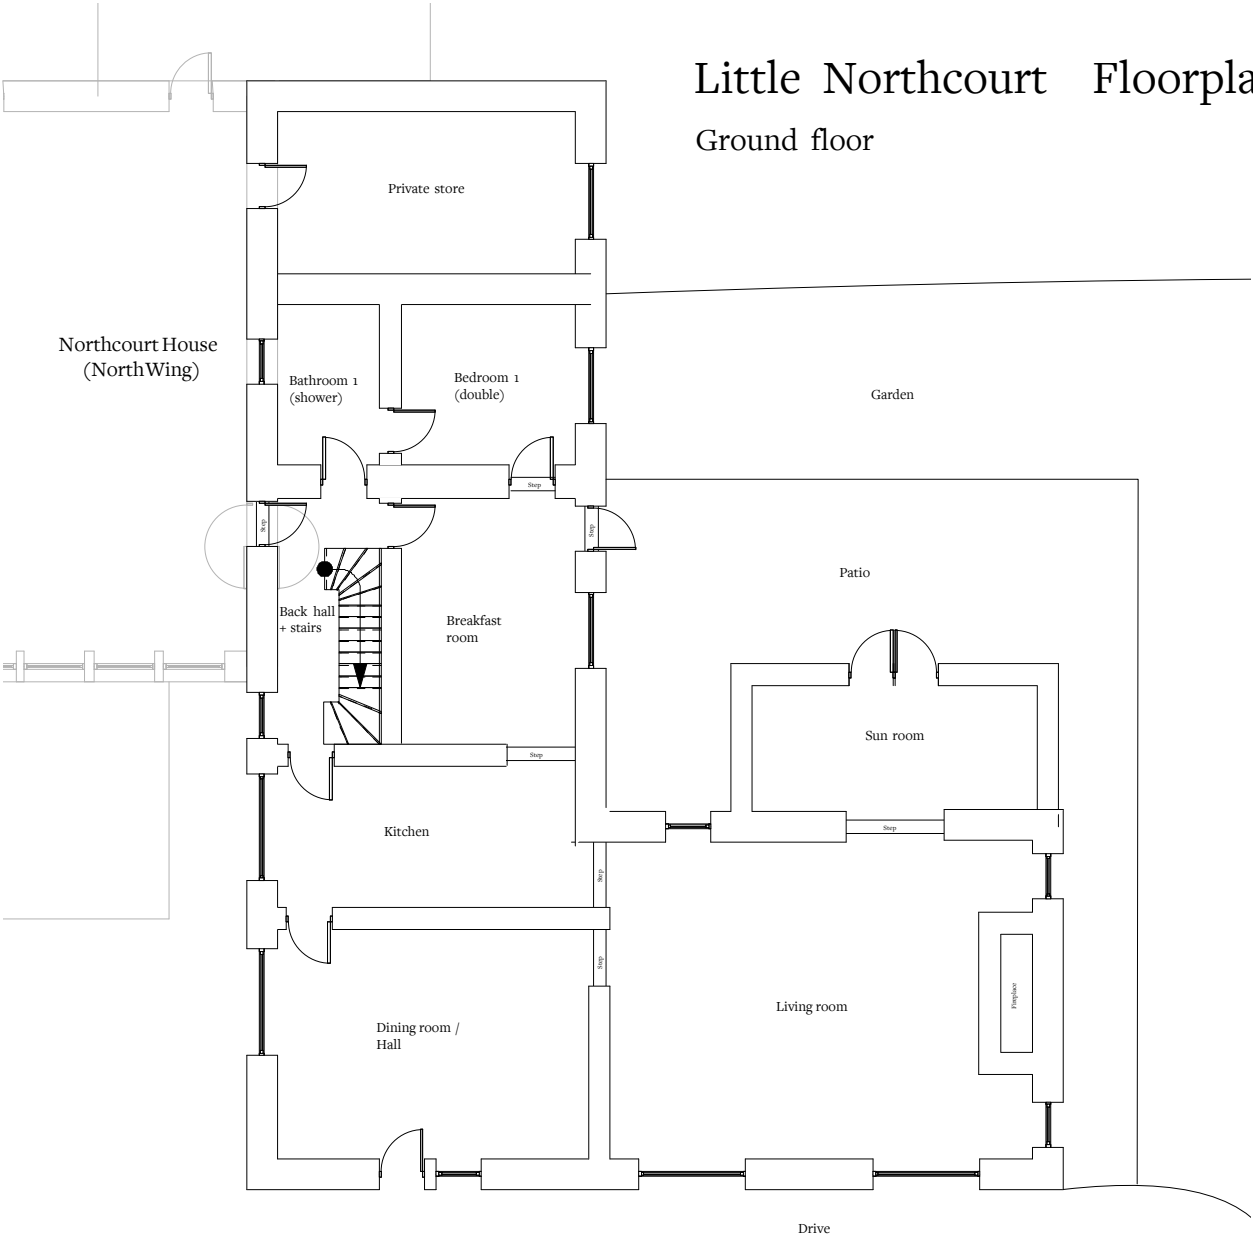 Little Northcourt Floorpla
Ground floor
Private store
Northcourt House
(North Wing)
Bathroom 1
(shower)
Bedroom 1
(double)
Garden
Step
Step
Step
Patio
Back hall
+ stairs
Breakfast
room
Sun room
Step
Kitchen
Step
Step
Step
Fireplace
Living room
Dining room /
Hall
Drive